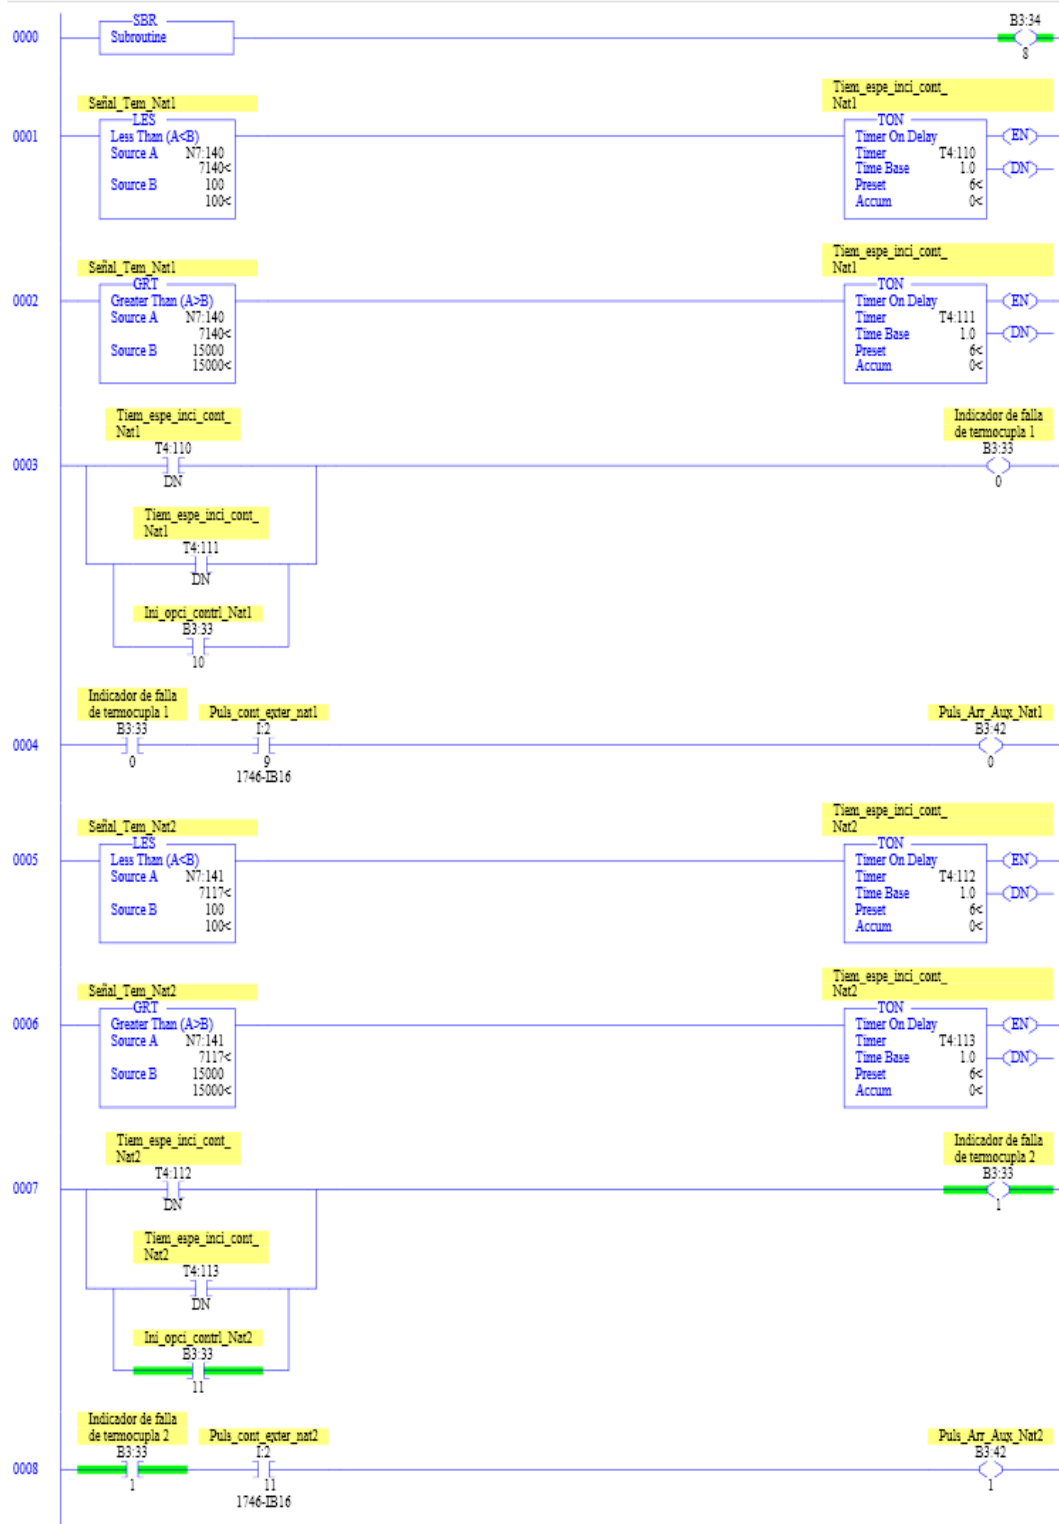 SBR
Subroutine
B3:34
8
0000
Señal_Tem_Nat1
LES
Less Than (A<B)
Source A N7:140
7140<
Source B 100
100<
Tiem_espe_inci_cont_
Nat1
TON
Timer On Delay
Timer T4:110
Time Base 1.0
Preset 6<
Accum 0<
EN
DN
0001
Señal_Tem_Nat1
GRT
Greater Than (A>B)
Source A N7:140
7140<
Source B 15000
15000<
Tiem_espe_inci_cont_
Nat1
TON
Timer On Delay
Timer T4:111
Time Base 1.0
Preset 6<
Accum 0<
EN
DN
0002
Tiem_espe_inci_cont_
Nat1
T4:110
DN
Indicador de falla
de termocupla 1
B3:33
0
0003
Tiem_espe_inci_cont_
Nat1
T4:111
DN
Ini_opci_contrl_Nat1
B3:33
10
Indicador de falla
de termocupla 1
B3:33
0
Puls_cont_exter_nat1
I:2
9
1746-IB16
Puls_Arr_Aux_Nat1
B3:42
0
0004
Señal_Tem_Nat2
LES
Less Than (A<B)
Source A N7:141
7117<
Source B 100
100<
Tiem_espe_inci_cont_
Nat2
TON
Timer On Delay
Timer T4:112
Time Base 1.0
Preset 6<
Accum 0<
EN
DN
0005
Señal_Tem_Nat2
GRT
Greater Than (A>B)
Source A N7:141
7117<
Source B 15000
15000<
Tiem_espe_inci_cont_
Nat2
TON
Timer On Delay
Timer T4:113
Time Base 1.0
Preset 6<
Accum 0<
EN
DN
0006
Tiem_espe_inci_cont_
Nat2
T4:112
DN
Indicador de falla
de termocupla 2
B3:33
1
0007
Tiem_espe_inci_cont_
Nat2
T4:113
DN
Ini_opci_contrl_Nat2
B3:33
11
Indicador de falla
de termocupla 2
B3:33
1
Puls_cont_exter_nat2
I:2
11
1746-IB16
Puls_Arr_Aux_Nat2
B3:42
1
0008